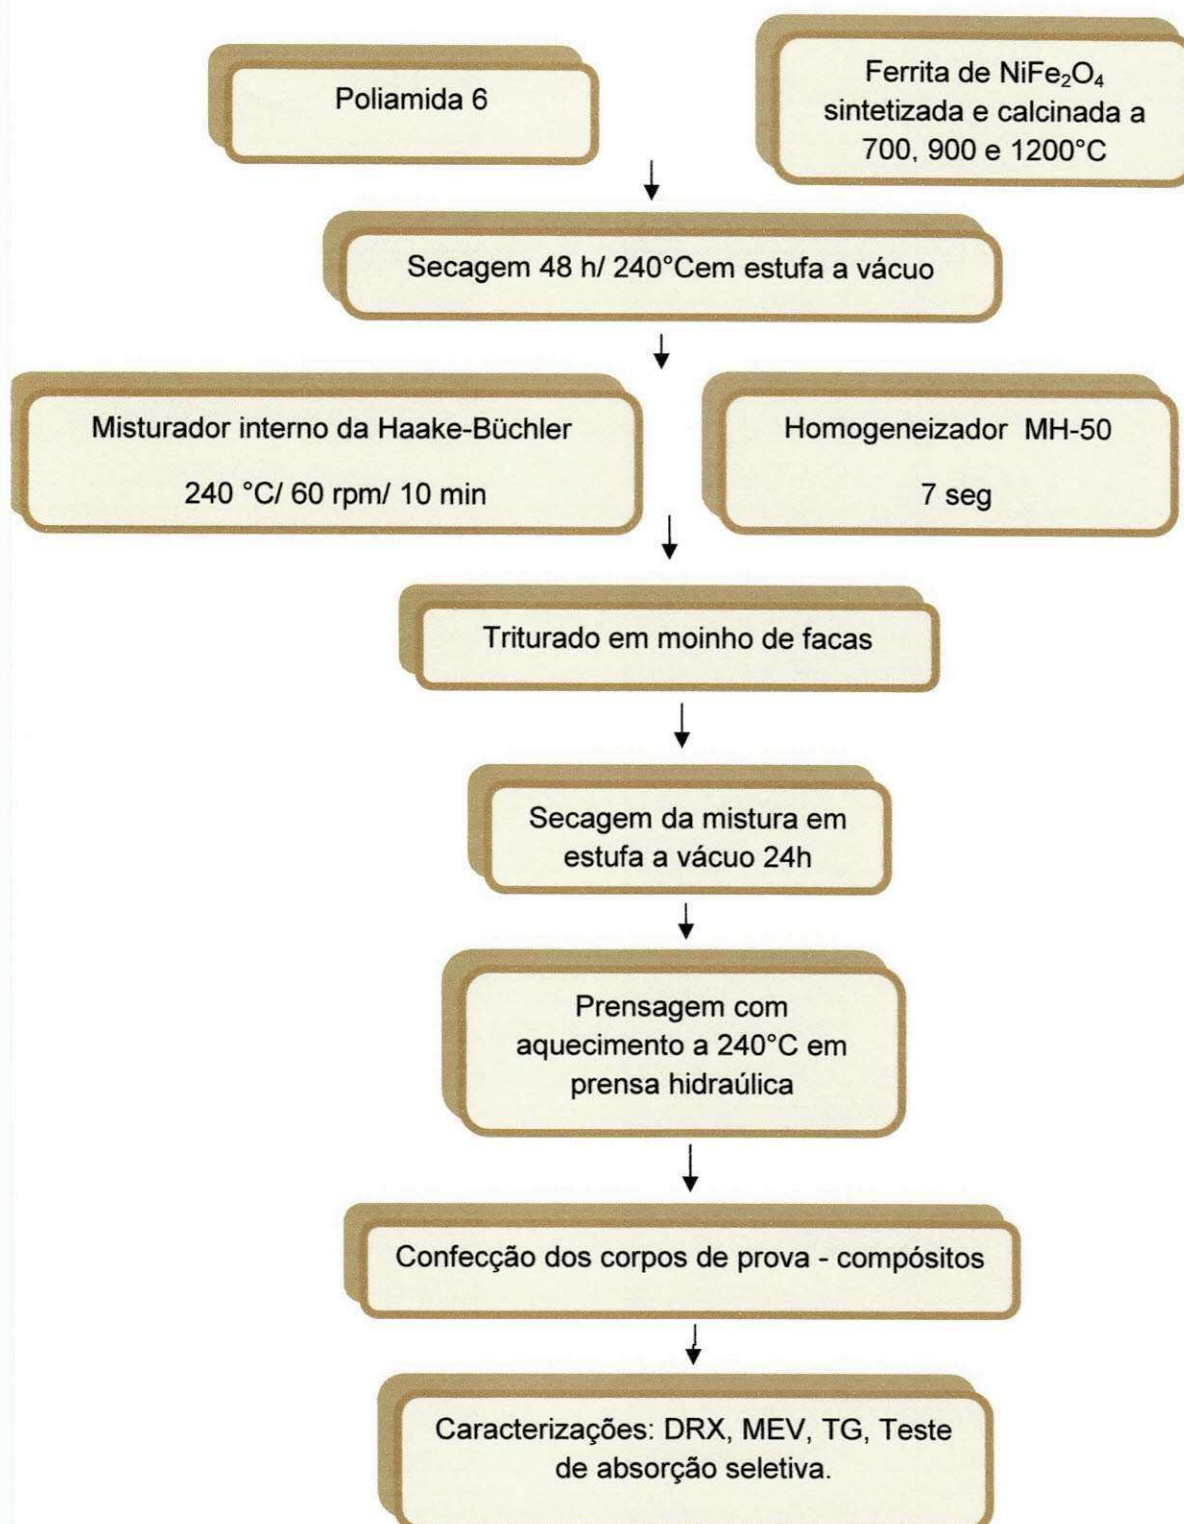 Poliamida 6
Ferrita de NiFe₂O₄
sintetizada e calcinada a
700, 900 e 1200°C
Secagem 48 h/ 240°Cem estufa a vácuo
Misturador interno da Haake-Büchler
240 °C/ 60 rpm/ 10 min
Homogeneizador MH-50
7 seg
Triturado em moinho de facas
Secagem da mistura em
estufa a vácuo 24h
Prensagem com
aquecimento a 240°C em
prensa hidraúlica
Confecção dos corpos de prova - compósitos
Caracterizações: DRX, MEV, TG, Teste
de absorção seletiva.